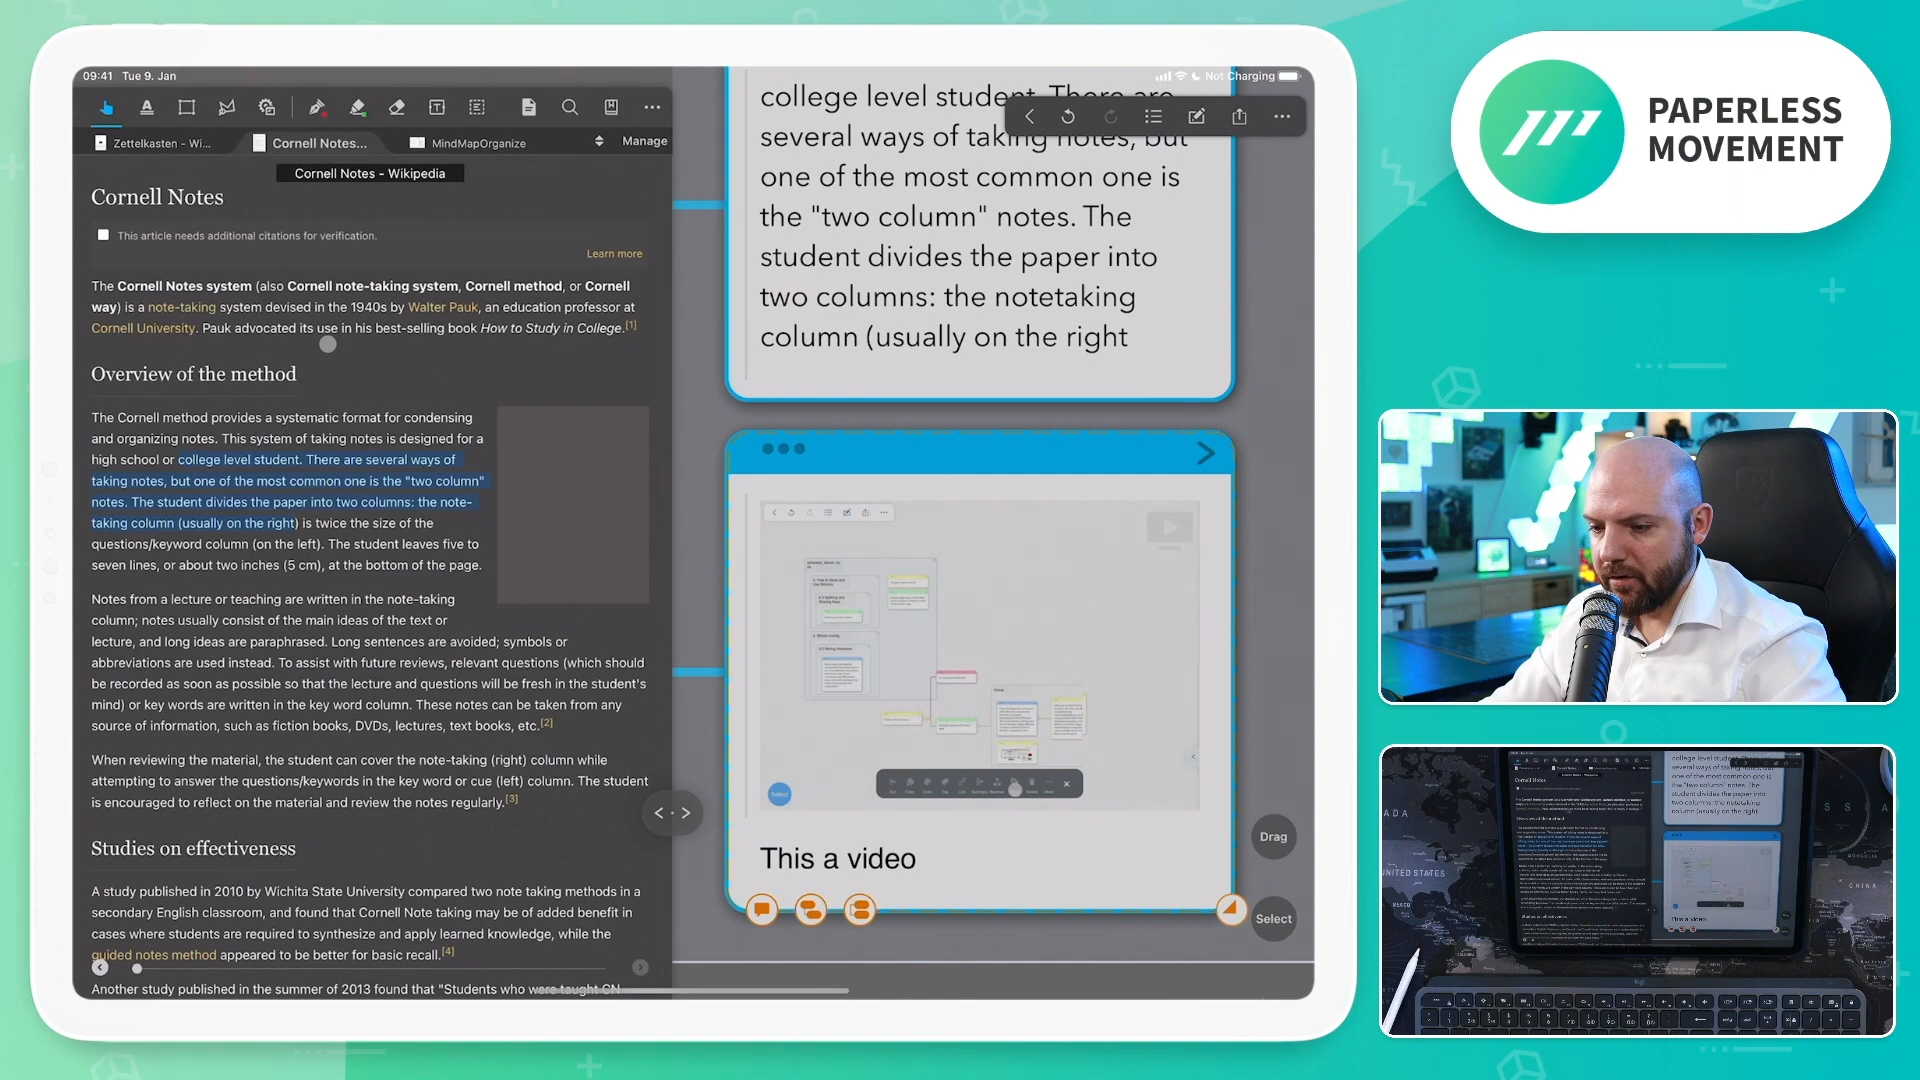 09:41 Tue 9. Jan
Not Charging
Zettelkasten - Wi...
Cornell Notes...
MindMapOrganize
Manage
Cornell Notes - Wikipedia
Cornell Notes
This article needs additional citations for verification.
Learn more
The Cornell Notes system (also Cornell note-taking system, Cornell method, or Cornell
way) is a note-taking system devised in the 1940s by Walter Pauk, an education professor at
Cornell University. Pauk advocated its use in his best-selling book How to Study in College.[1]
Overview of the method
The Cornell method provides a systematic format for condensing
and organizing notes. This system of taking notes is designed for a
high school or college level student. There are several ways of
taking notes, but one of the most common one is the "two column"
notes. The student divides the paper into two columns: the note-
taking column (usually on the right) is twice the size of the
questions/keyword column (on the left). The student leaves five to
seven lines, or about two inches (5 cm), at the bottom of the page.
Notes from a lecture or teaching are written in the note-taking
column; notes usually consist of the main ideas of the text or
lecture, and long ideas are paraphrased. Long sentences are avoided; symbols or
abbreviations are used instead. To assist with future reviews, relevant questions (which should
be recorded as soon as possible so that the lecture and questions will be fresh in the student's
mind) or key words are written in the key word column. These notes can be taken from any
source of information, such as fiction books, DVDs, lectures, text books, etc.[2]
When reviewing the material, the student can cover the note-taking (right) column while
attempting to answer the questions/keywords in the key word or cue (left) column. The student
is encouraged to reflect on the material and review the notes regularly.[3]
Studies on effectiveness
A study published in 2010 by Wichita State University compared two note taking methods in a
secondary English classroom, and found that Cornell Note taking may be of added benefit in
cases where students are required to synthesize and apply learned knowledge, while the
guided notes method appeared to be better for basic recall.[4]
Another study published in the summer of 2013 found that "Students who were taught CN
college level student. There are
several ways of taking notes, but
one of the most common one is
the "two column" notes. The
student divides the paper into
two columns: the notetaking
column (usually on the right
Select
This a video
Drag
Select
PAPERLESS
MOVEMENT
UNITED STATES
CHINA
This a video